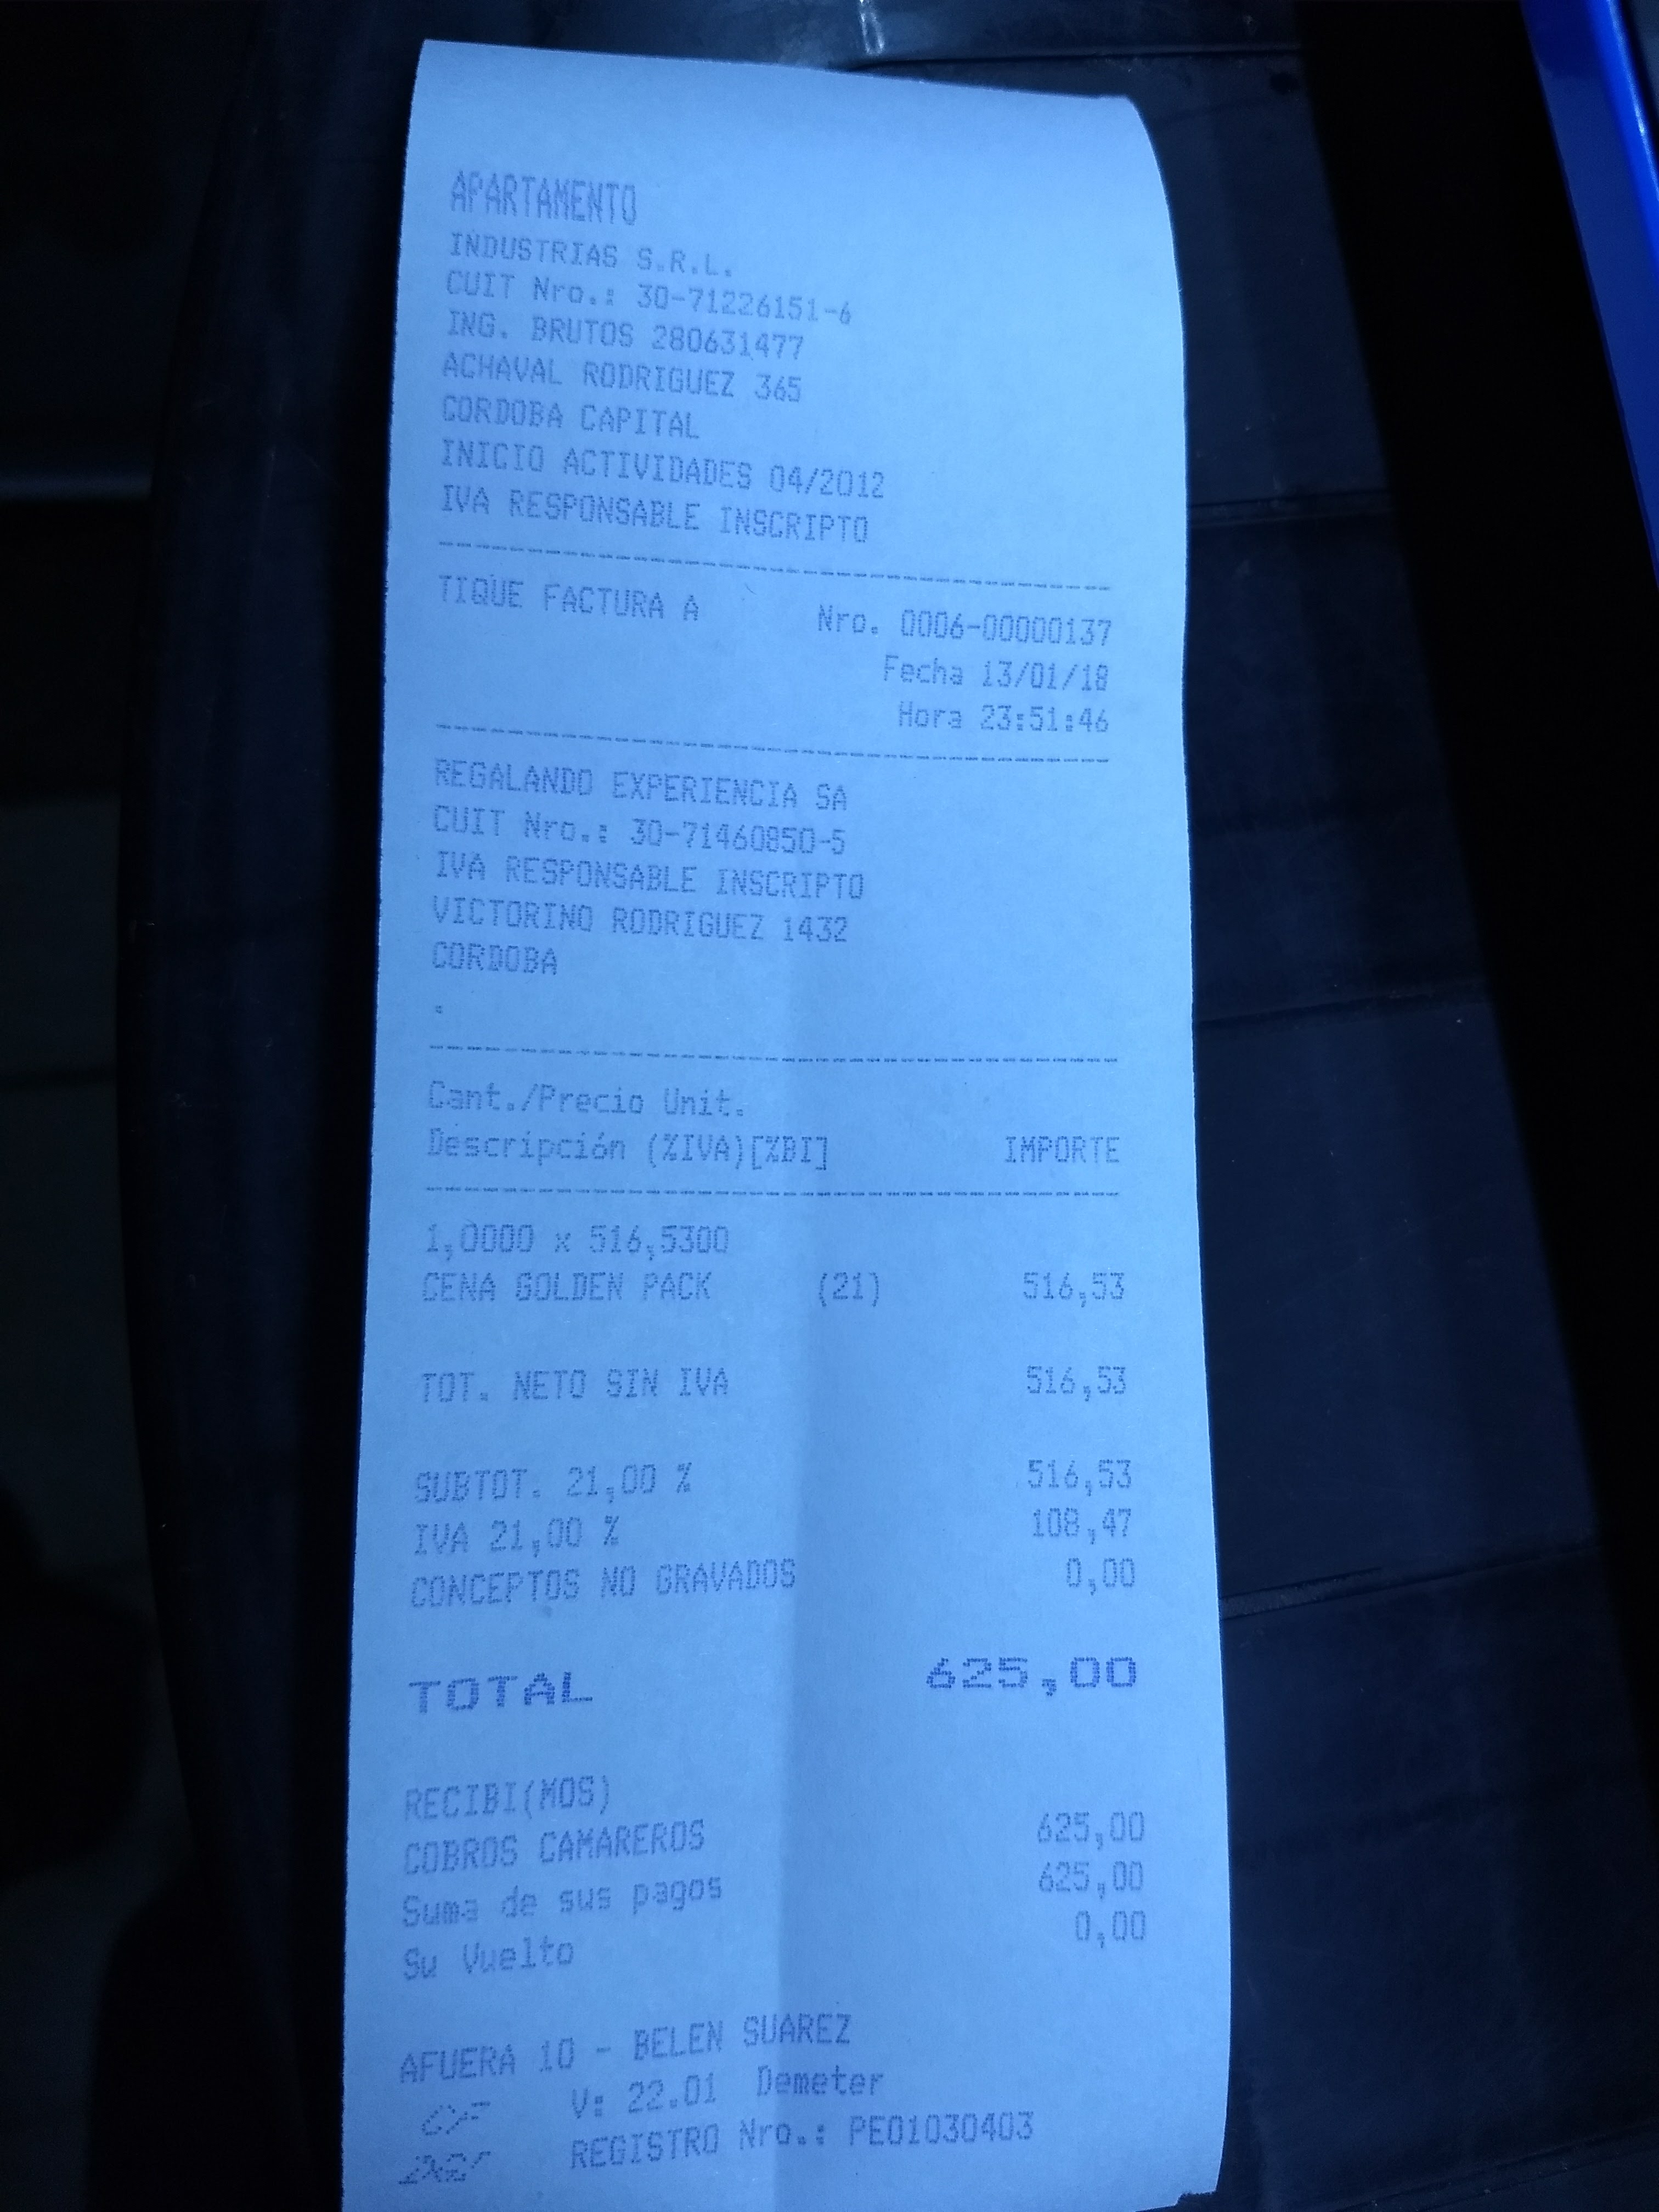 APARTAMENTO
INDUSTRIAS S.R.L.
CUIT Nro.: 30-71226151-6
ING. BRUTOS 280631477
ACHAVAL RODRIGUEZ 365
CORDOBA CAPITAL
INICIO ACTIVIDADES 04/2012
IVA RESPONSABLE INSCRIPTO
TIQUE FACTURA A Nro. 0006-00000137
Fecha 13/01/18
Hora 23:51:46
REGALANDO EXPERIENCIA SA
CUIT Nro.: 30-71460850-5
IVA RESPONSABLE INSCRIPTO
VICTORINO RODRIGUEZ 1432
CORDOBA
.
Cant./Precio Unit.
Descripción (%IVA)[%BI] IMPORTE
1,0000 x 516,5300
CENA GOLDEN PACK (21) 516,53
TOT. NETO SIN IVA 516,53
SUBTOT. 21,00 % 516,53
IVA 21,00 % 108,47
CONCEPTOS NO GRAVADOS 0,00
TOTAL 625,00
RECIBI(MOS)
COBROS CAMAREROS 625,00
Suma de sus pagos 625,00
Su Vuelto 0,00
AFUERA 10 - BELEN SUAREZ
CF V: 22.01 Demeter
REGISTRO Nro.: PEO1030403